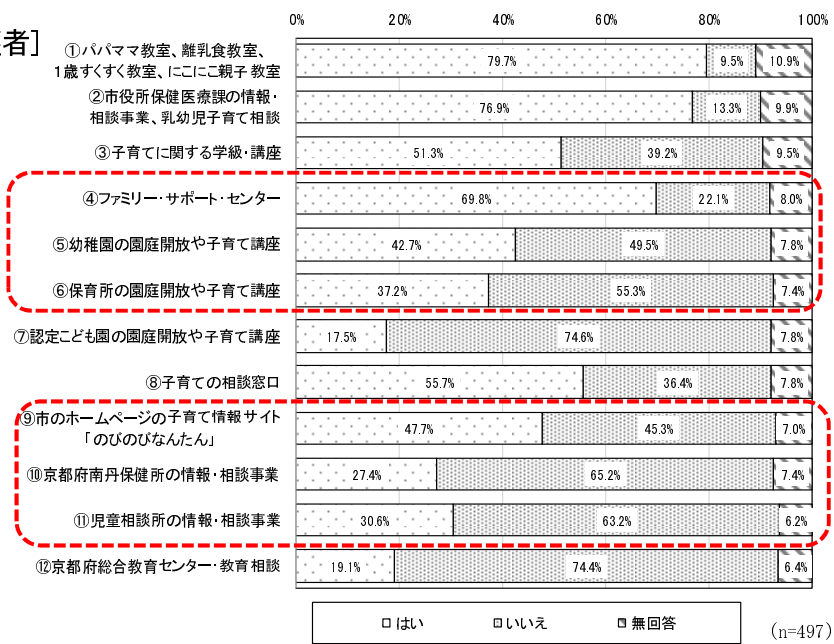 者]
0% 20% 40% 60% 80% 100%
①パパママ教室、離乳食教室、
1歳すくすく教室、にこにこ親子教室
79.7% 9.5% 10.9%
②市役所保健医療課の情報・
相談事業、乳幼児子育て相談
76.9% 13.3% 9.9%
③子育てに関する学級・講座
51.3% 39.2% 9.5%
④ファミリー・サポート・センター
69.8% 22.1% 8.0%
⑤幼稚園の園庭開放や子育て講座
42.7% 49.5% 7.8%
⑥保育所の園庭開放や子育て講座
37.2% 55.3% 7.4%
⑦認定こども園の園庭開放や子育て講座
17.5% 74.6% 7.8%
⑧子育ての相談窓口
55.7% 36.4% 7.8%
⑨市のホームページの子育て情報サイト
「のびのびなんたん」
47.7% 45.3% 7.0%
⑩京都府南丹保健所の情報・相談事業
27.4% 65.2% 7.4%
⑪児童相談所の情報・相談事業
30.6% 63.2% 6.2%
⑫京都府総合教育センター・教育相談
19.1% 74.4% 6.4%
はい いいえ 無回答
(n=497)